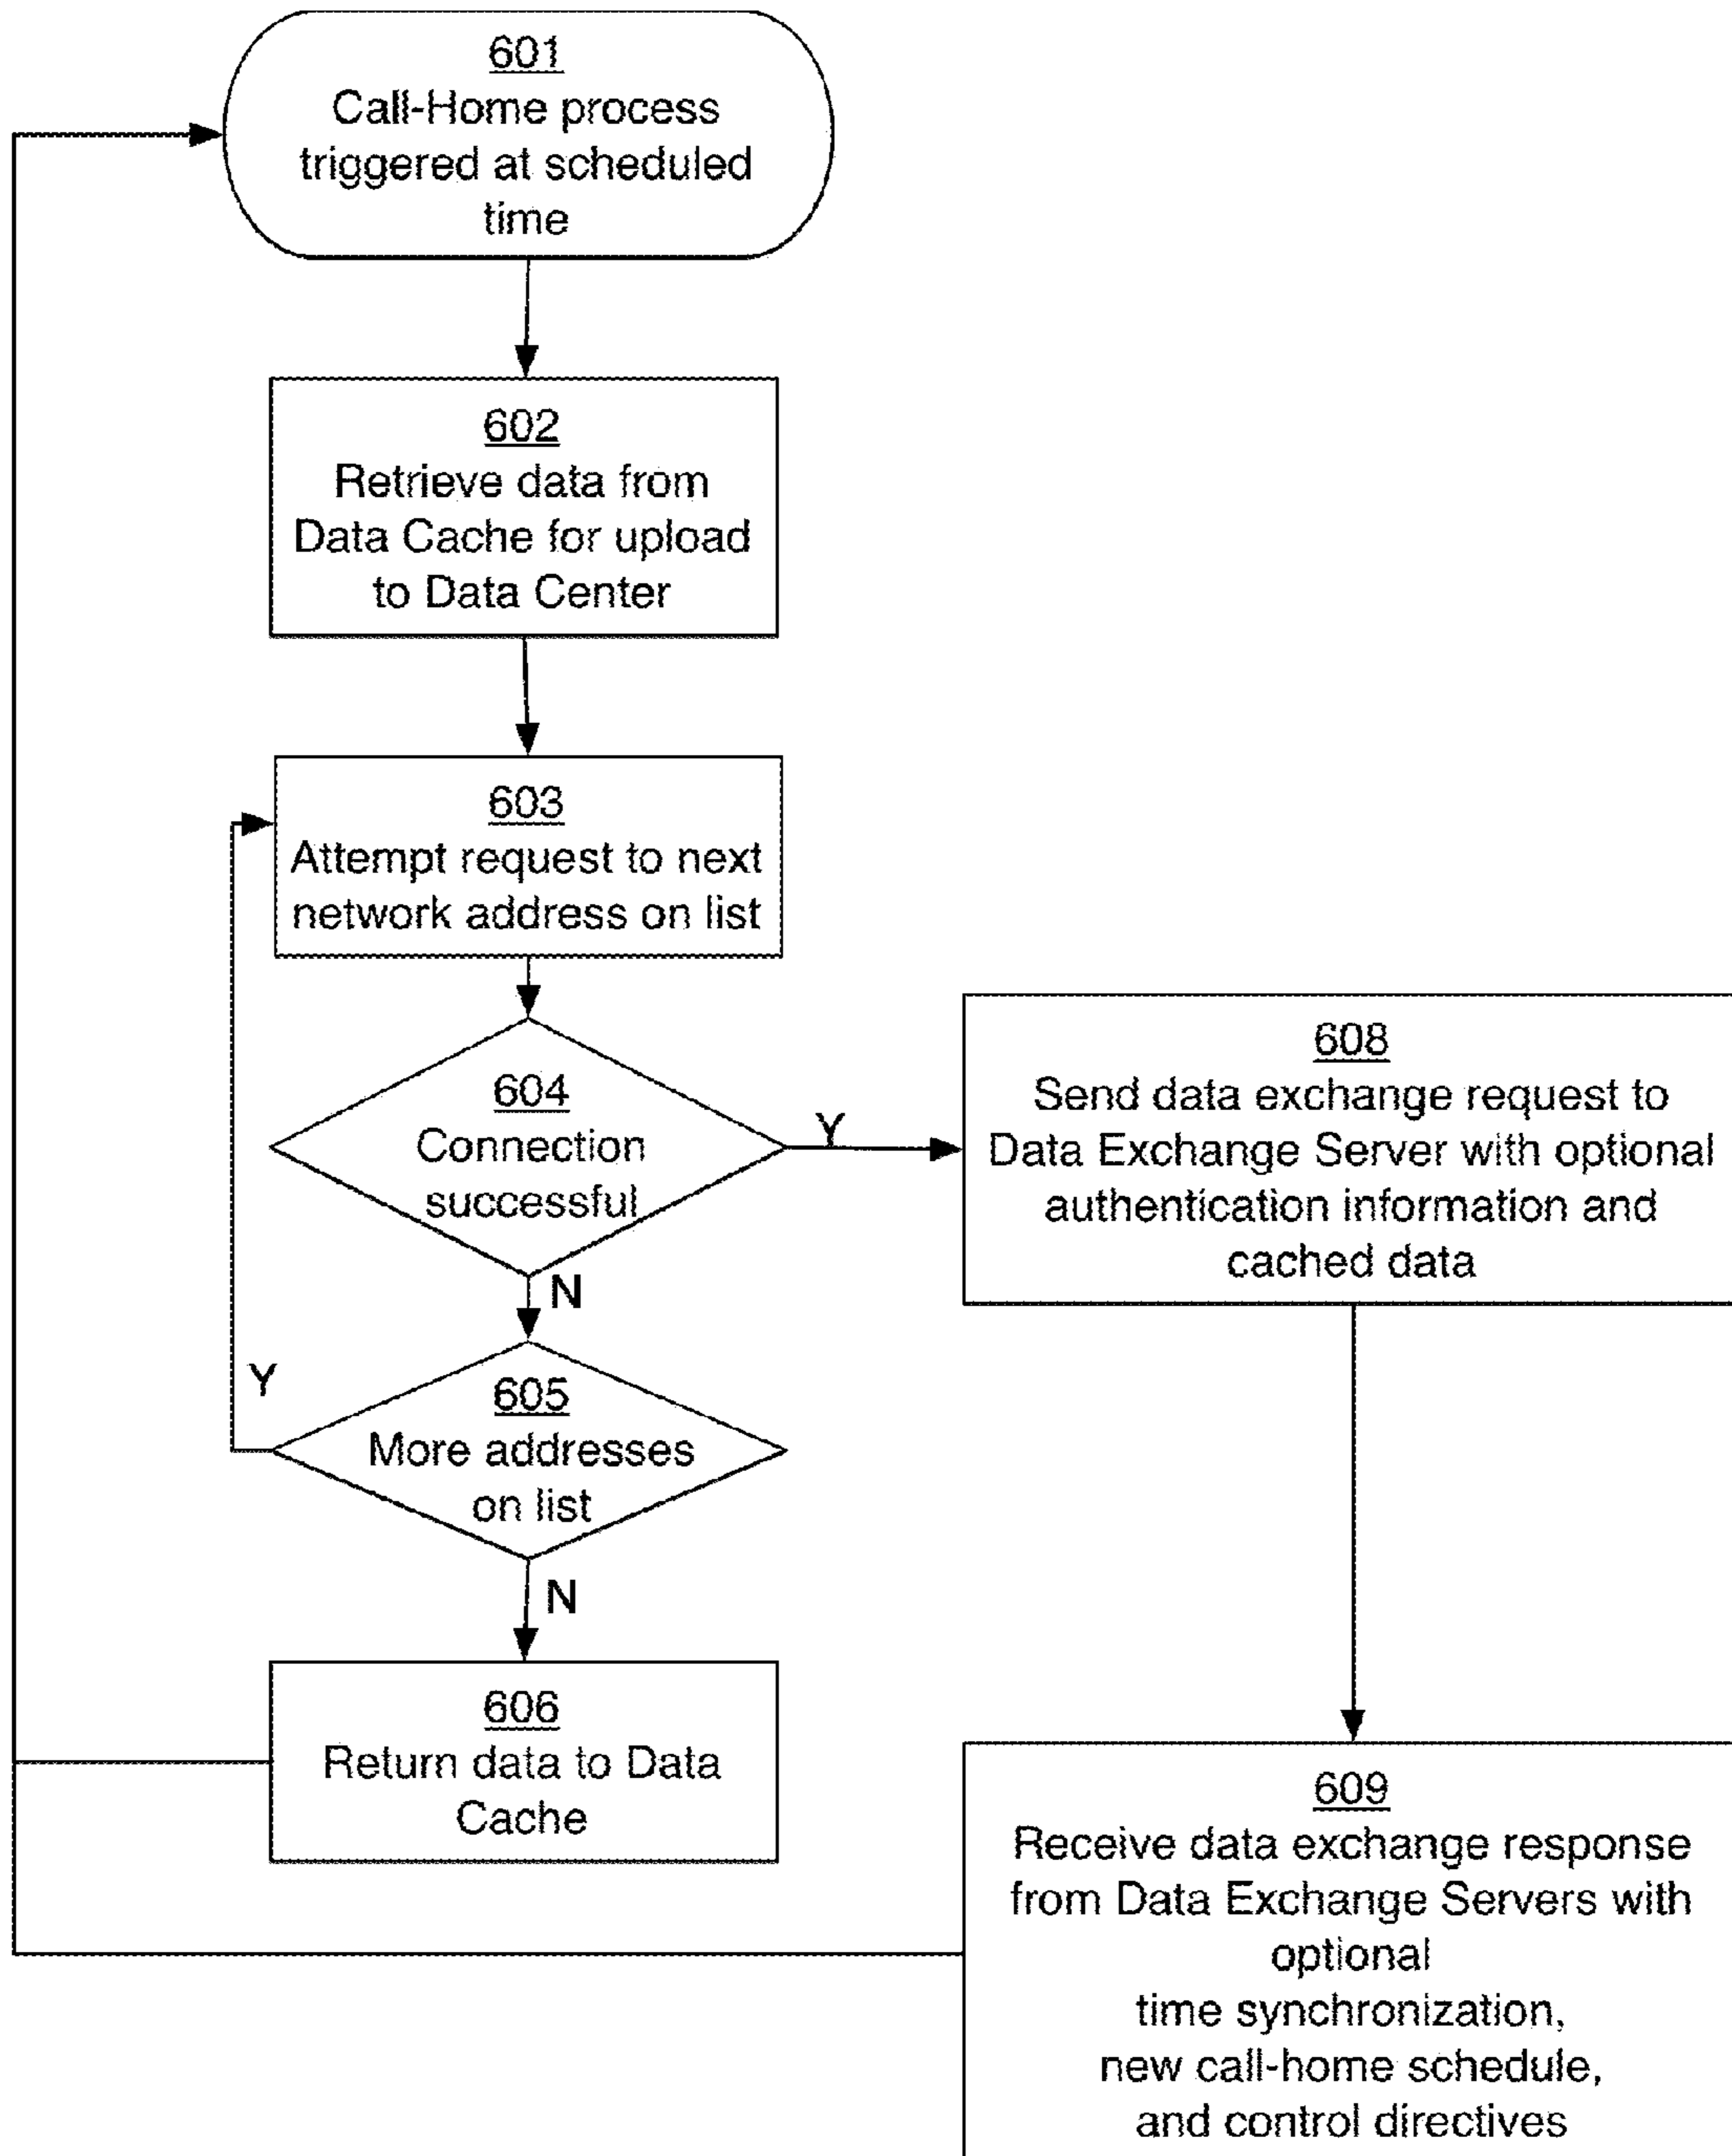 601
Call-Home process
triggered at scheduled
time
602
Retrieve data from
Data Cache for upload
to Data Center
603
Attempt request to next
network address on list
604
Connection
successful
Y
N
608
Send data exchange request to
Data Exchange Server with optional
authentication information and
cached data
605
More addresses
on list
Y
N
606
Return data to Data
Cache
609
Receive data exchange response
from Data Exchange Servers with
optional
time synchronization,
new call-home schedule,
and control directives